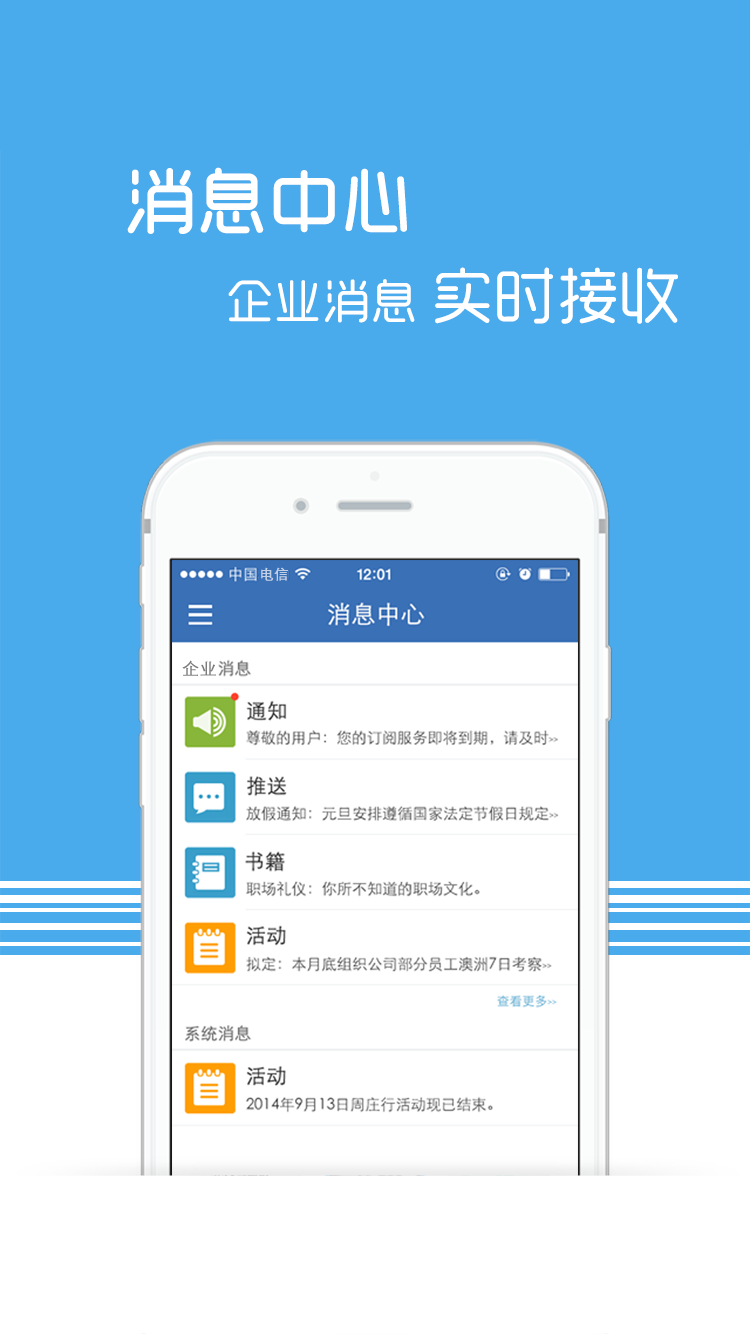 消息中心
企业消息 实时接收
中国电信 12:01
消息中心
企业消息
通知
尊敬的用户：您的订阅服务即将到期，请及时>>
推送
放假通知：元旦安排遵循国家法定节假日规定>>
书籍
职场礼仪：你所不知道的职场文化。
活动
拟定：本月底组织公司部分员工澳洲7日考察>>
查看更多>>
系统消息
活动
2014年9月13日周庄行活动现已结束。